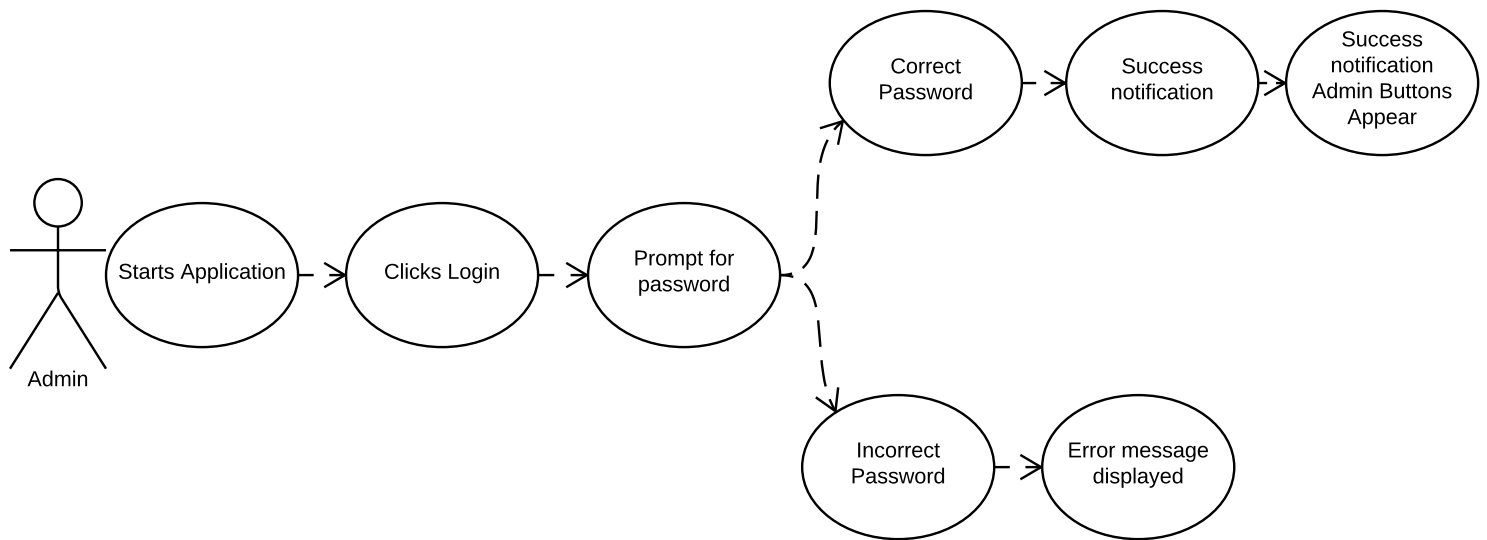 Admin
Starts Application
Clicks Login
Prompt for
password
Correct
Password
Success
notification
Success
notification
Admin Buttons
Appear
Incorrect
Password
Error message
displayed